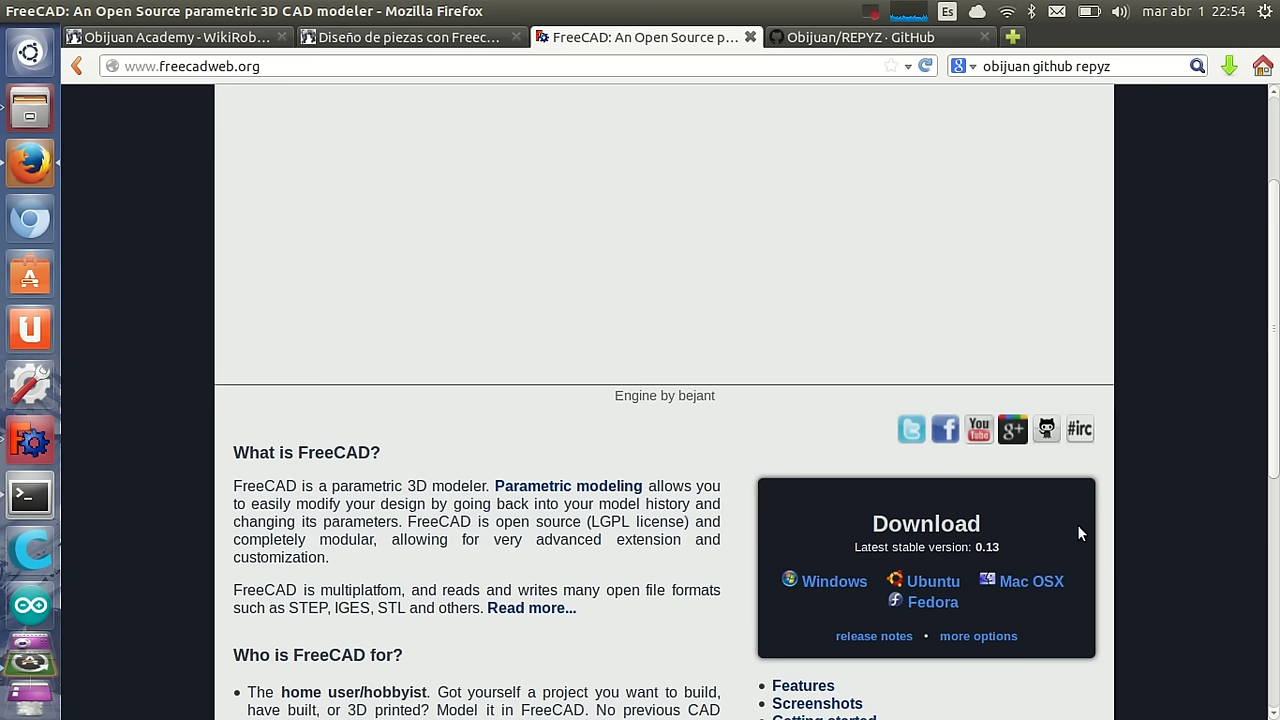 FreeCAD: An Open Source parametric 3D CAD modeler - Mozilla Firefox
Es
mar abr 1 22:54
Obijuan Academy - WikiRob...
Diseño de piezas con Freec...
FreeCAD: An Open Source p...
Obijuan/REPYZ · GitHub
www.freecadweb.org
obijuan github repyz
Engine by bejant
You Tube
g+
#irc
What is FreeCAD?
FreeCAD is a parametric 3D modeler. Parametric modeling allows you
to easily modify your design by going back into your model history and
changing its parameters. FreeCAD is open source (LGPL license) and
completely modular, allowing for very advanced extension and
customization.
FreeCAD is multiplatfom, and reads and writes many open file formats
such as STEP, IGES, STL and others. Read more...
Who is FreeCAD for?
• The home user/hobbyist. Got yourself a project you want to build,
have built, or 3D printed? Model it in FreeCAD. No previous CAD
Download
Latest stable version: 0.13
Windows Ubuntu Mac OSX
Fedora
release notes • more options
• Features
• Screenshots
• Getting started